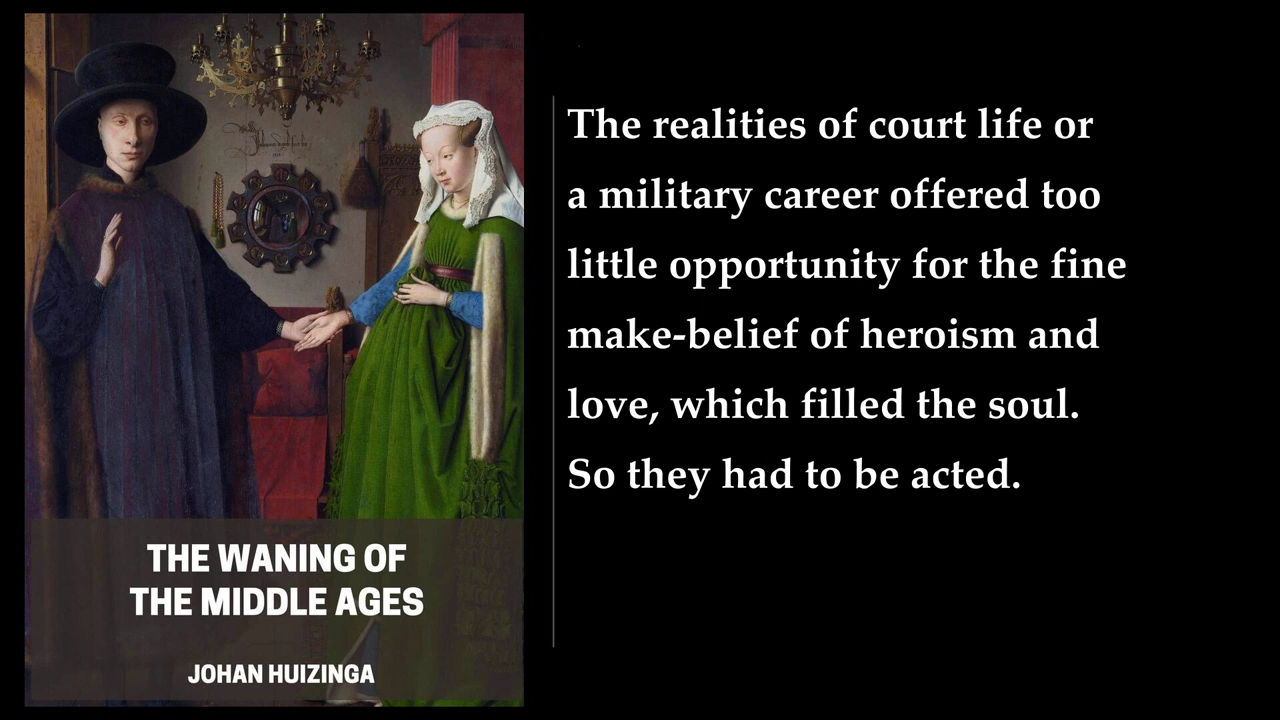 THE WANING OF
THE MIDDLE AGES
JOHAN HUIZINGA
The realities of court life or
a military career offered too
little opportunity for the fine
make-belief of heroism and
love, which filled the soul.
So they had to be acted.